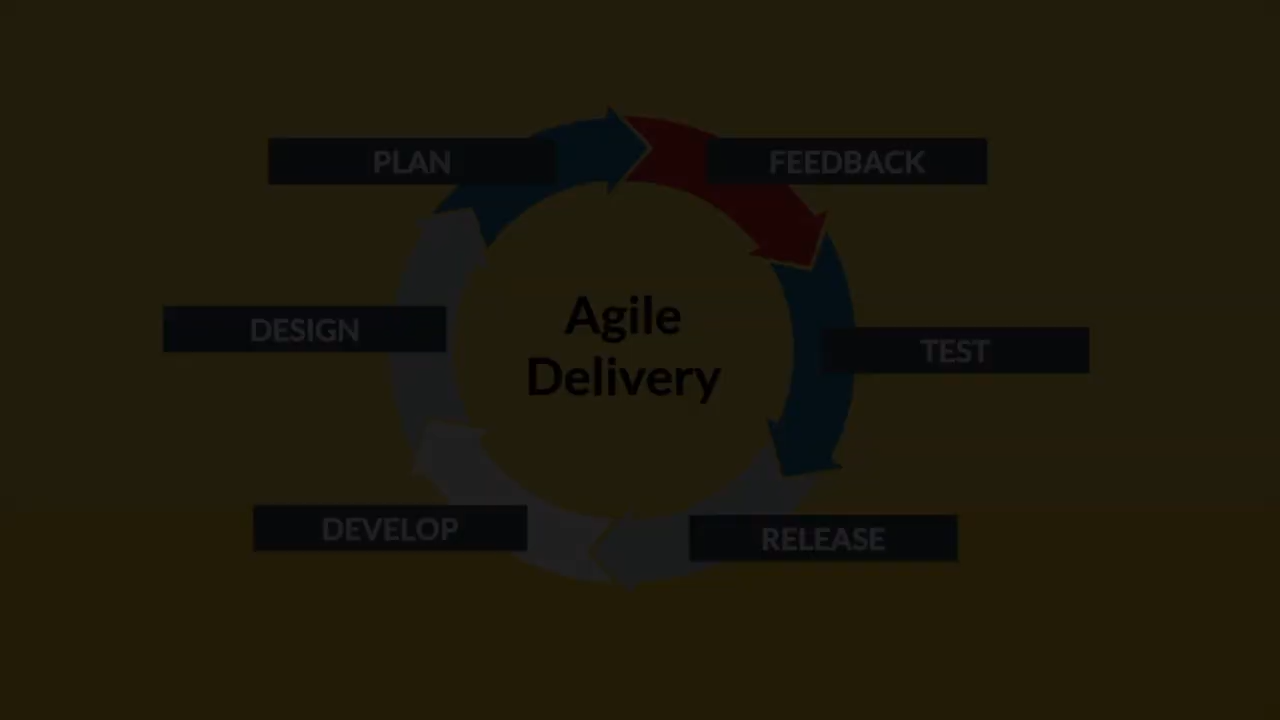 PLAN
FEEDBACK
DESIGN
Agile
Delivery
TEST
DEVELOP
RELEASE